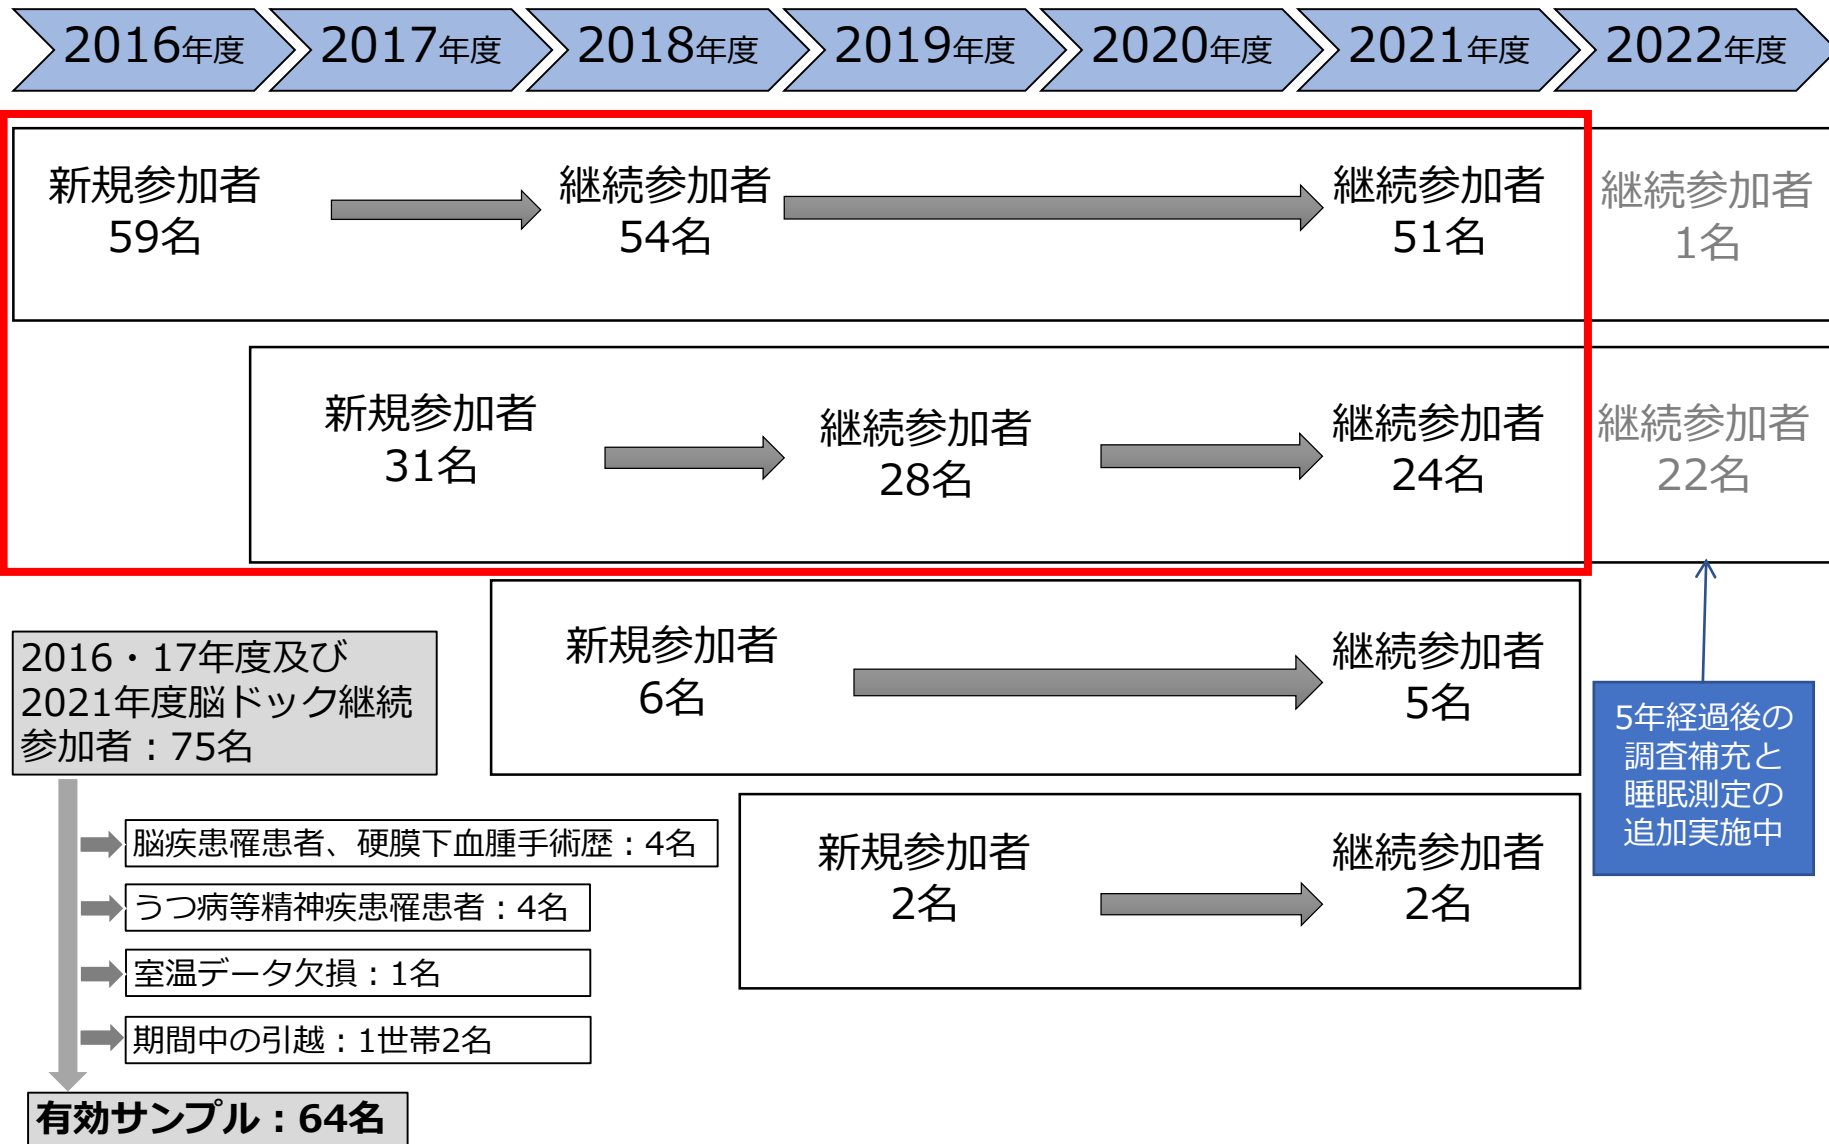 2016年度
2017年度
2018年度
2019年度
2020年度
2021年度
2022年度
新規参加者
59名
継続参加者
54名
継続参加者
51名
継続参加者
1名
新規参加者
31名
継続参加者
28名
継続参加者
24名
継続参加者
22名
新規参加者
6名
継続参加者
5名
新規参加者
2名
継続参加者
2名
5年経過後の
調査補充と
睡眠測定の
追加実施中
2016・17年度及び
2021年度脳ドック継続
参加者：75名
脳疾患罹患者、硬膜下血腫手術歴：4名
うつ病等精神疾患罹患者：4名
室温データ欠損：1名
期間中の引越：1世帯2名
有効サンプル：64名